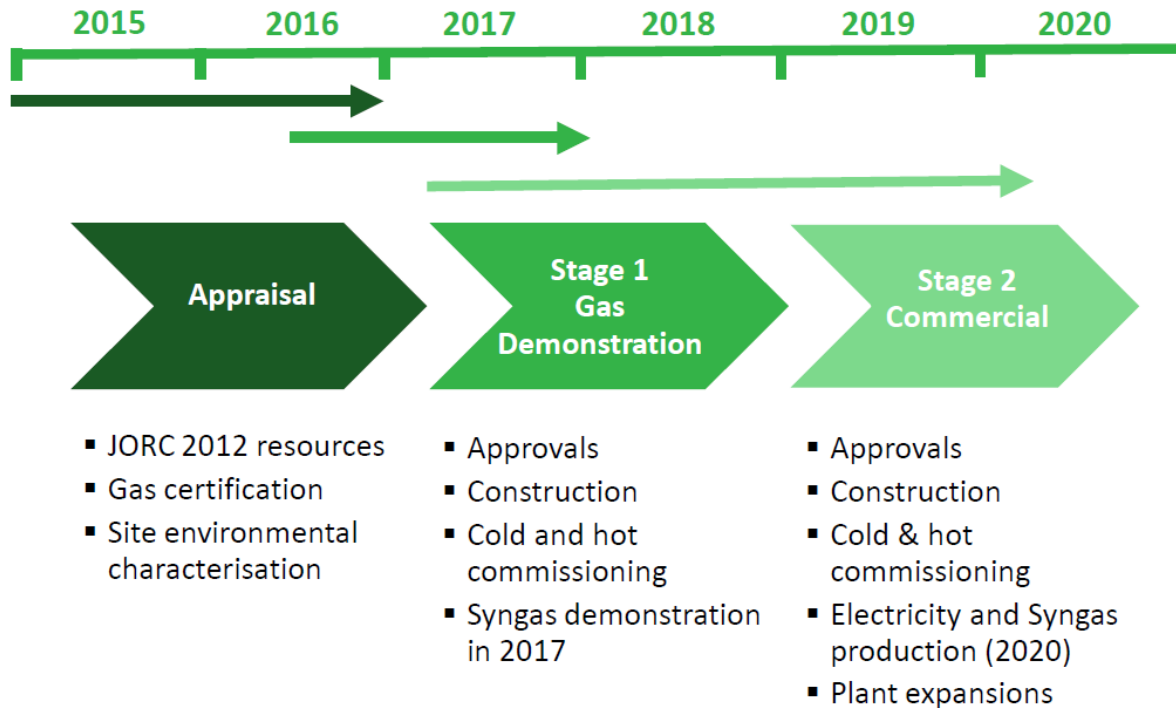 2015 2016 2017 2018 2019 2020
Appraisal
Stage 1
Gas
Demonstration
Stage 2
Commercial
▪ JORC 2012 resources
▪ Gas certification
▪ Site environmental
characterisation
▪ Approvals
▪ Construction
▪ Cold and hot
commissioning
▪ Syngas demonstration
in 2017
▪ Approvals
▪ Construction
▪ Cold & hot
commissioning
▪ Electricity and Syngas
production (2020)
▪ Plant expansions